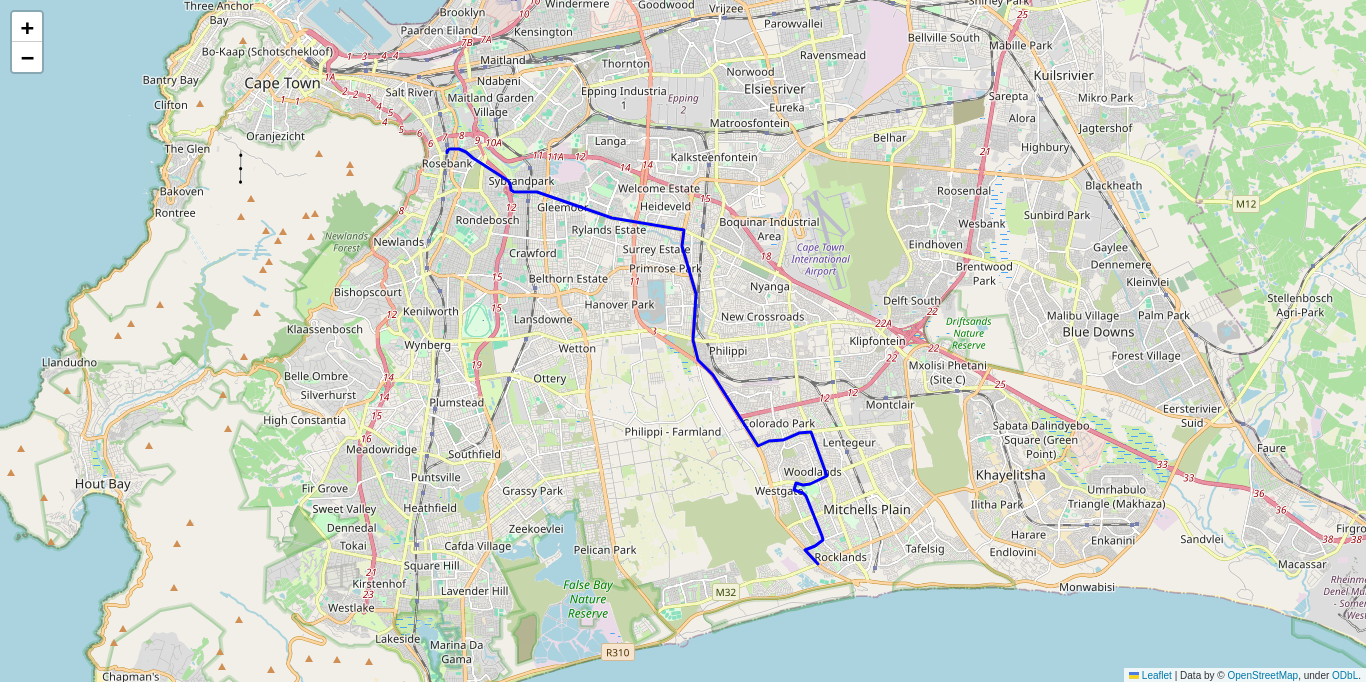 +
−
Three Anchor
Bay
Brooklyn
Windermere
Goodwood
Vrijzee
Shirley Park
Paarden Eiland
Kensington
Parowvallei
Bellville South
Mabille Park
25
Bo-Kaap (Schotschekloof)
Cape Town
Bantry Bay
Clifton
Maitland
Thornton
Ravensmead
Norwood
Kuilsrivier
Ndabeni
Salt River
Maitland Garden
Village
Epping Industria
1
Epping
2
Elsiesriver
Eureka
Matroosfontein
Sarepta
Mikro Park
Alora
Jagtershof
Oranjezicht
The Glen
Langa
Belhar
Highbury
Rosebank
Kalksteenfontein
Blackheath
Bakoven
Rontree
Sybrandpark
Welcome Estate
Roosendal
M12
Gleemoor
Heideveld
Sunbird Park
Rondebosch
Rylands Estate
Boquinar Industrial
Area
Wesbank
Newlands
Forest
Newlands
Surrey Estate
Cape Town
International
Airport
Eindhoven
Gaylee
Crawford
Primrose Park
Brentwood
Park
Dennemere
Bishopscourt
Belthorn Estate
Nyanga
Kleinvlei
Hanover Park
Delft South
Stellenbosch
Agri-Park
Klaassenbosch
Kenilworth
Lansdowne
New Crossroads
Malibu Village
Palm Park
Driftsands
Nature
Reserve
Blue Downs
Wynberg
Wetton
Philippi
Klipfontein
Forest Village
Llandudno
Belle Ombre
Silverhurst
Ottery
Mxolisi Phetani
(Site C)
High Constantia
Plumstead
Montclair
Eersterivier
Suid
Colorado Park
Philippi - Farmland
Lentegeur
Sabata Dalindyebo
Square (Green
Point)
Meadowridge
Southfield
Faure
Hout Bay
Puntsville
Woodlands
Khayelitsha
Fir Grove
Grassy Park
Westgate
Umrhabulo
Triangle (Makhaza)
Sweet Valley
Heathfield
Mitchells Plain
Ilitha Park
Dennedal
Zeekoevlei
Harare
Enkanini
Firgro
Tokai
Cafda Village
Pelican Park
Tafelsig
Endlovini
Sandvlei
Square Hill
Rocklands
Macassar
Kirstenhof
Lavender Hill
False Bay
Nature
Reserve
M32
Monwabisi
Westlake
Lakeside
Marina Da
Gama
R310
Chapman's
Leaflet | Data by © OpenStreetMap, under ODbL.